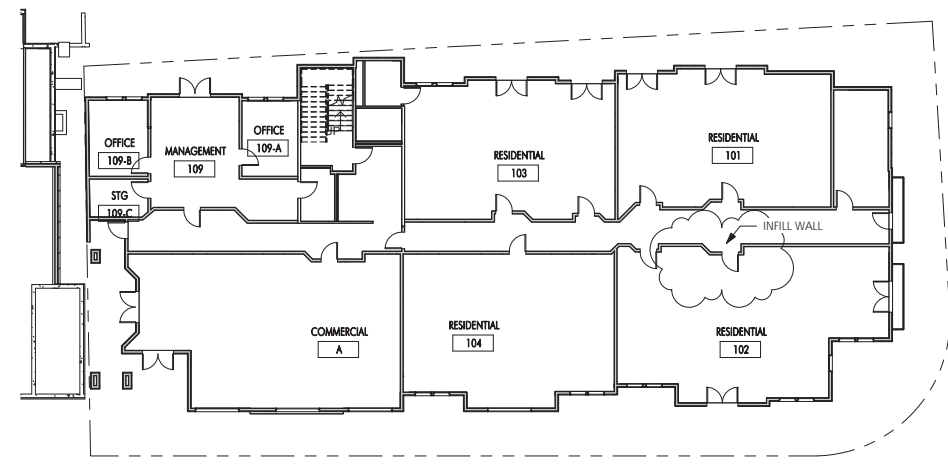 OFFICE
109-B
MANAGEMENT
109
OFFICE
109-A
UP
STG
109-C
RESIDENTIAL
103
RESIDENTIAL
101
INFILL WALL
COMMERCIAL
A
RESIDENTIAL
104
RESIDENTIAL
102